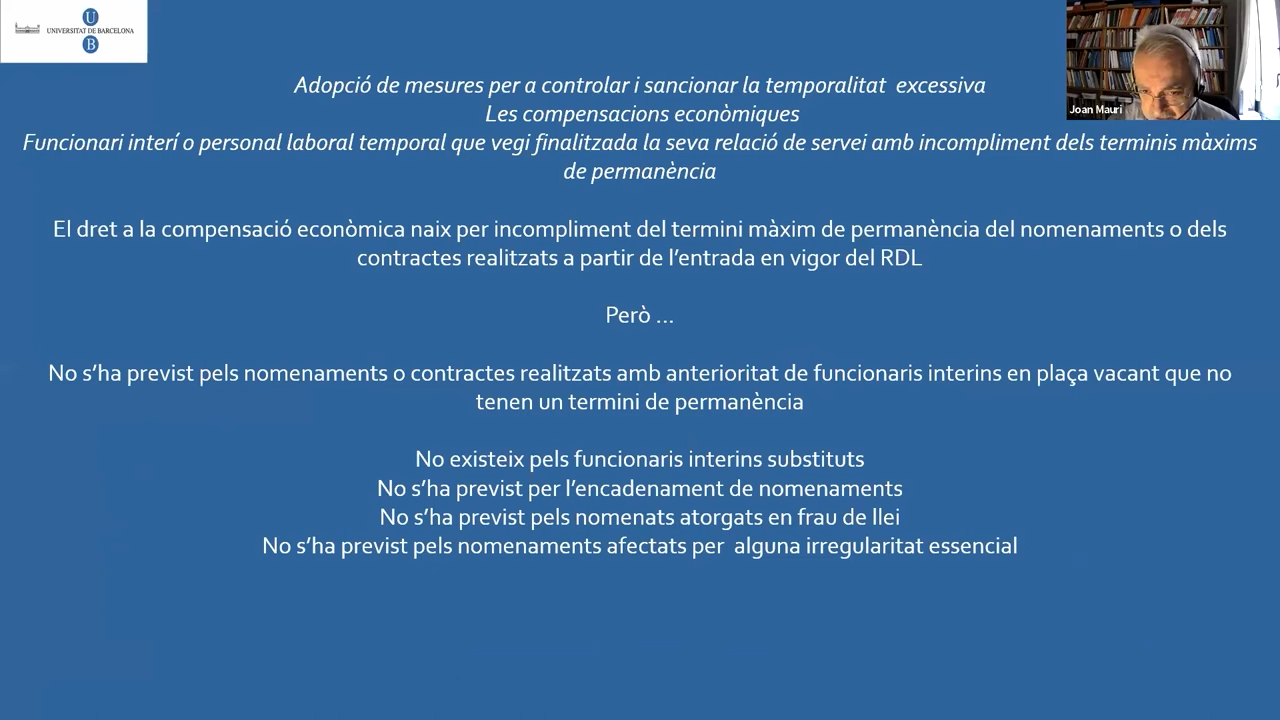 U
UNIVERSITAT DE BARCELONA
B
Joan Mauri
Adopció de mesures per a controlar i sancionar la temporalitat excessiva
Les compensacions econòmiques
Funcionari interí o personal laboral temporal que vegi finalitzada la seva relació de servei amb incompliment dels terminis màxims
de permanència
El dret a la compensació econòmica naix per incompliment del termini màxim de permanència del nomenaments o dels
contractes realitzats a partir de l’entrada en vigor del RDL
Però ...
No s’ha previst pels nomenaments o contractes realitzats amb anterioritat de funcionaris interins en plaça vacant que no
tenen un termini de permanència
No existeix pels funcionaris interins substituts
No s’ha previst per l’encadenament de nomenaments
No s’ha previst pels nomenats atorgats en frau de llei
No s’ha previst pels nomenaments afectats per alguna irregularitat essencial